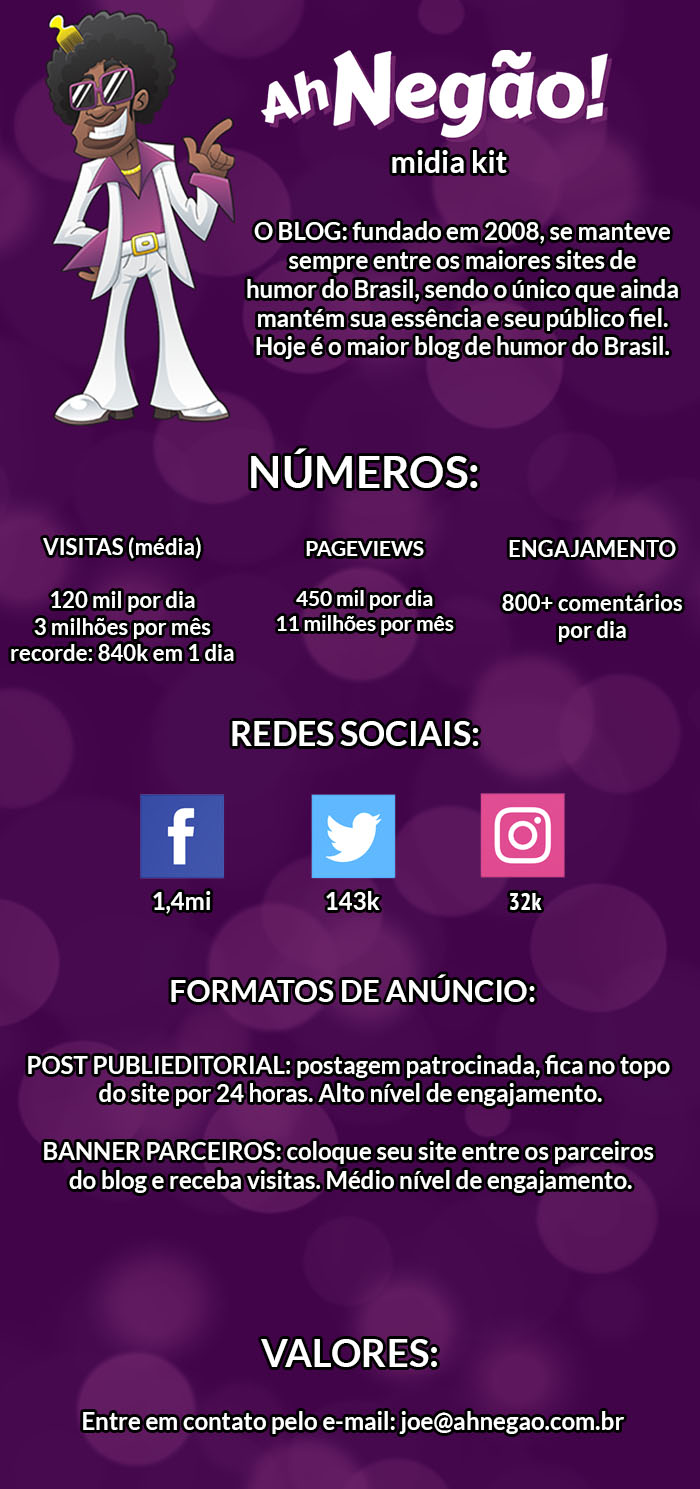 Ah Negão!
midia kit
O BLOG: fundado em 2008, se manteve
sempre entre os maiores sites de
humor do Brasil, sendo o único que ainda
mantém sua essência e seu público fiel.
Hoje é o maior blog de humor do Brasil.
NÚMEROS:
VISITAS (média)
120 mil por dia
3 milhões por mês
recorde: 840k em 1 dia
PAGEVIEWS
450 mil por dia
11 milhões por mês
ENGAJAMENTO
800+ comentários
por dia
REDES SOCIAIS:
1,4mi
143k
32k
FORMATOS DE ANÚNCIO:
POST PUBLIEDITORIAL: postagem patrocinada, fica no topo
do site por 24 horas. Alto nível de engajamento.
BANNER PARCEIROS: coloque seu site entre os parceiros
do blog e receba visitas. Médio nível de engajamento.
VALORES:
Entre em contato pelo e-mail: joe@ahnegao.com.br